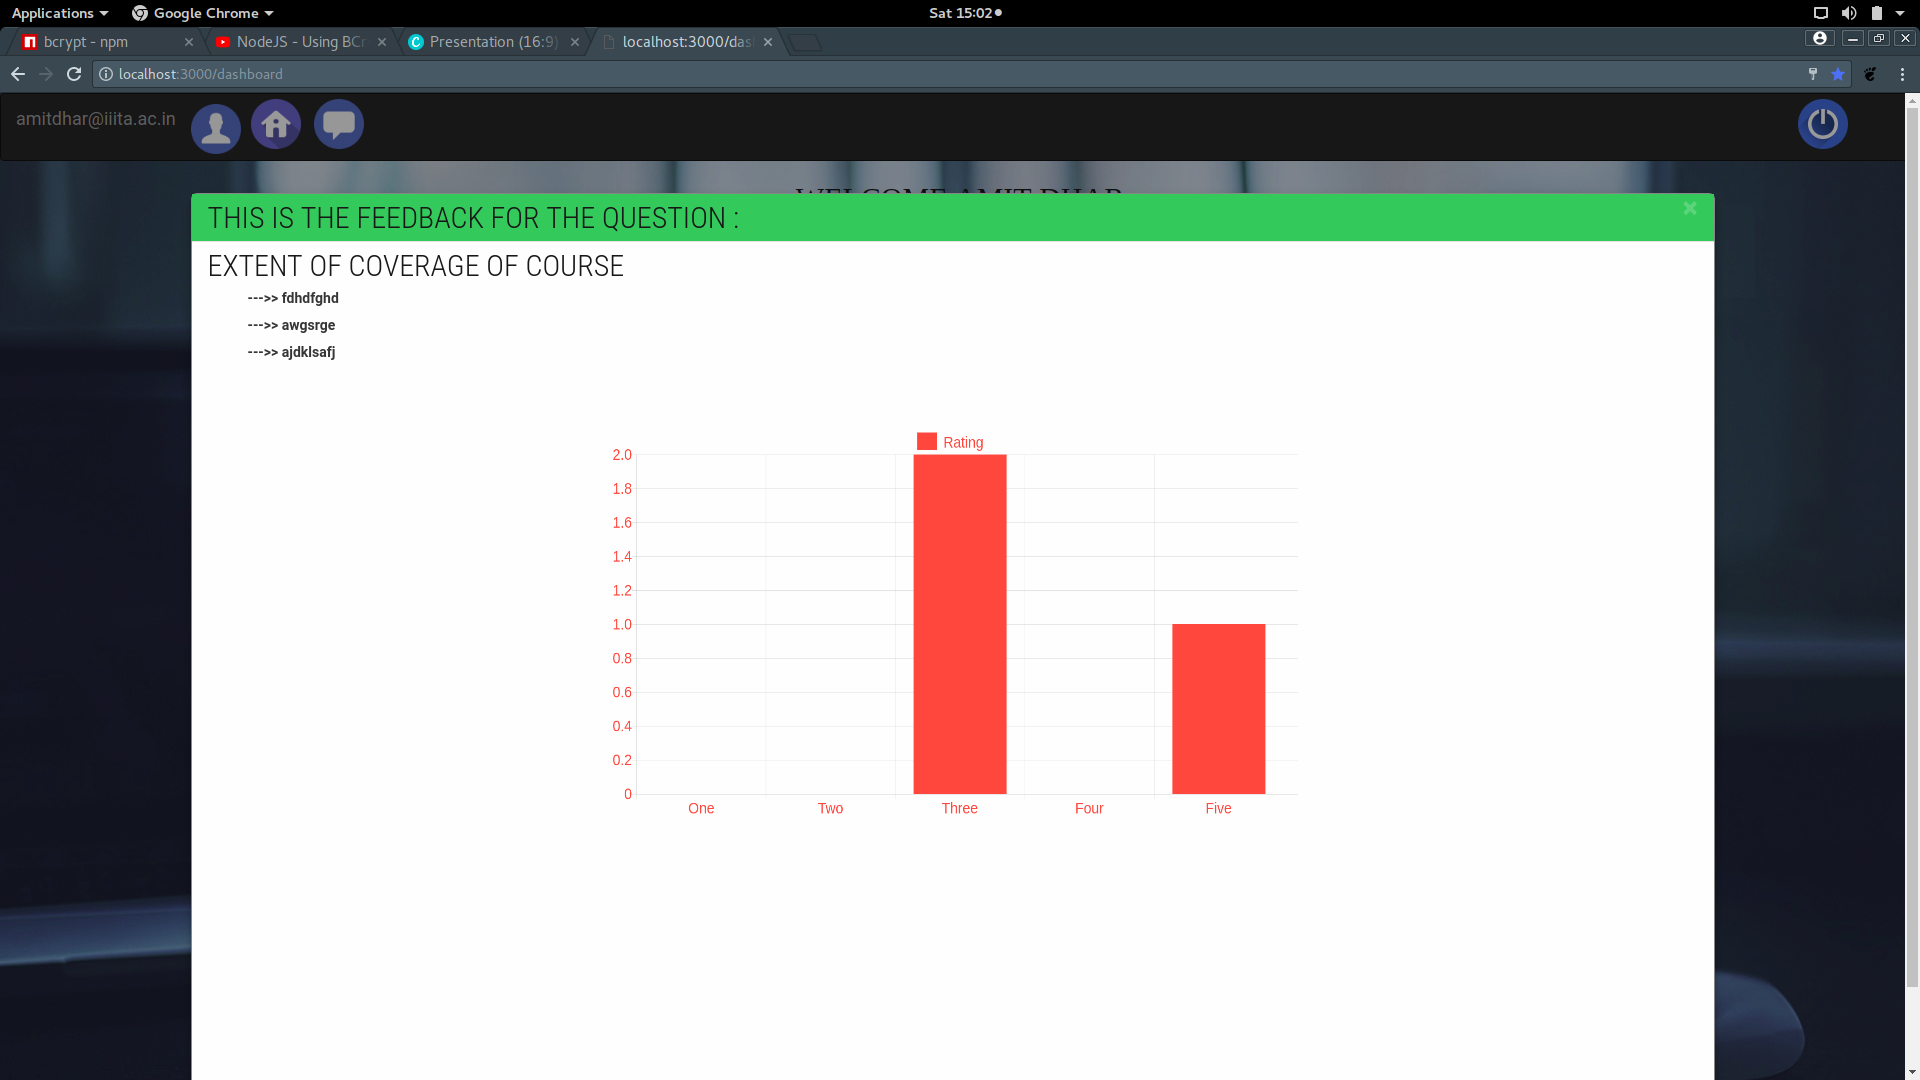 Applications Google Chrome Sat 15:02
bcrypt - npm NodeJS - Using BCr Presentation (16:9) localhost:3000/das
localhost:3000/dashboard
amitdhar@iiita.ac.in
WELCOME AMIT DHAR
THIS IS THE FEEDBACK FOR THE QUESTION :
EXTENT OF COVERAGE OF COURSE
--->> fdhdfghd
--->> awgsrge
--->> ajdklsafj
Rating
2.0
1.8
1.6
1.4
1.2
1.0
0.8
0.6
0.4
0.2
0
One Two Three Four Five